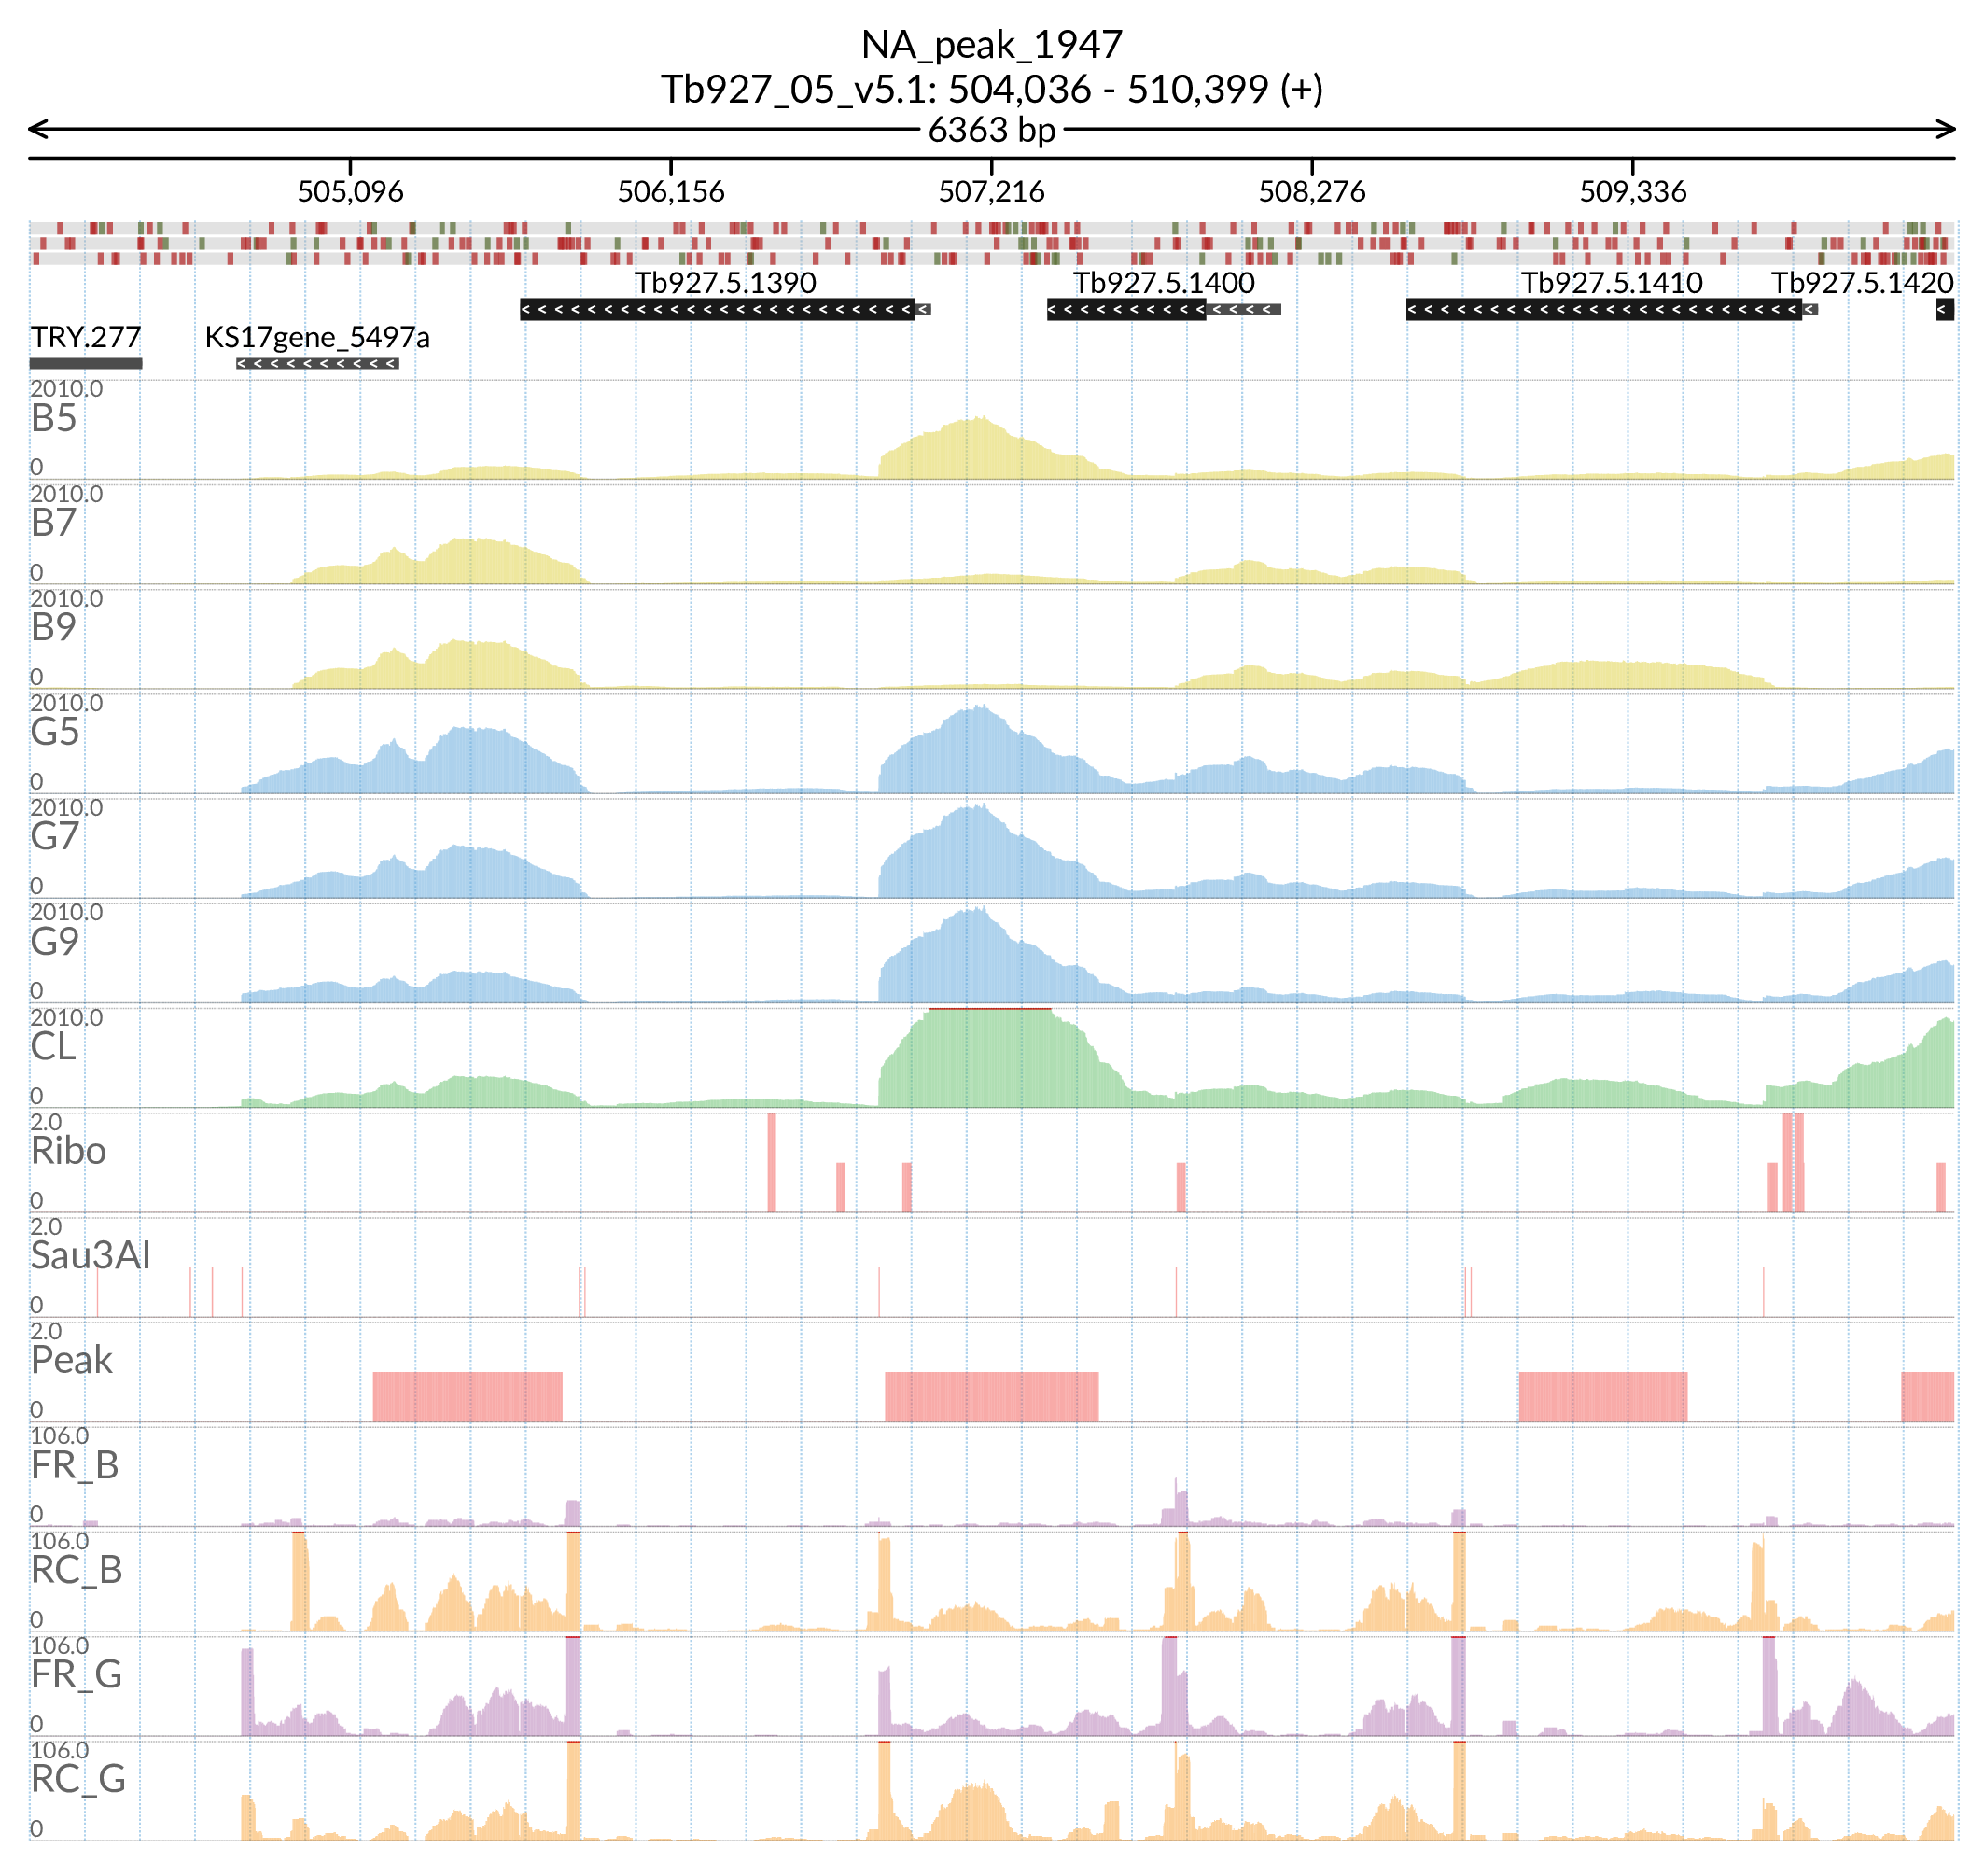 NA_peak_1947
Tb927_05_v5.1: 504,036 - 510,399 (+)
6363 bp
505,096 506,156 507,216 508,276 509,336
Tb927.5.1390 Tb927.5.1400 Tb927.5.1410 Tb927.5.1420
TRY.277 KS17gene_5497a
2010.0
B5
0
2010.0
B7
0
2010.0
B9
0
2010.0
G5
0
2010.0
G7
0
2010.0
G9
0
2010.0
CL
0
2.0
Ribo
0
2.0
Sau3AI
0
2.0
Peak
0
106.0
FR_B
0
106.0
RC_B
0
106.0
FR_G
0
106.0
RC_G
0